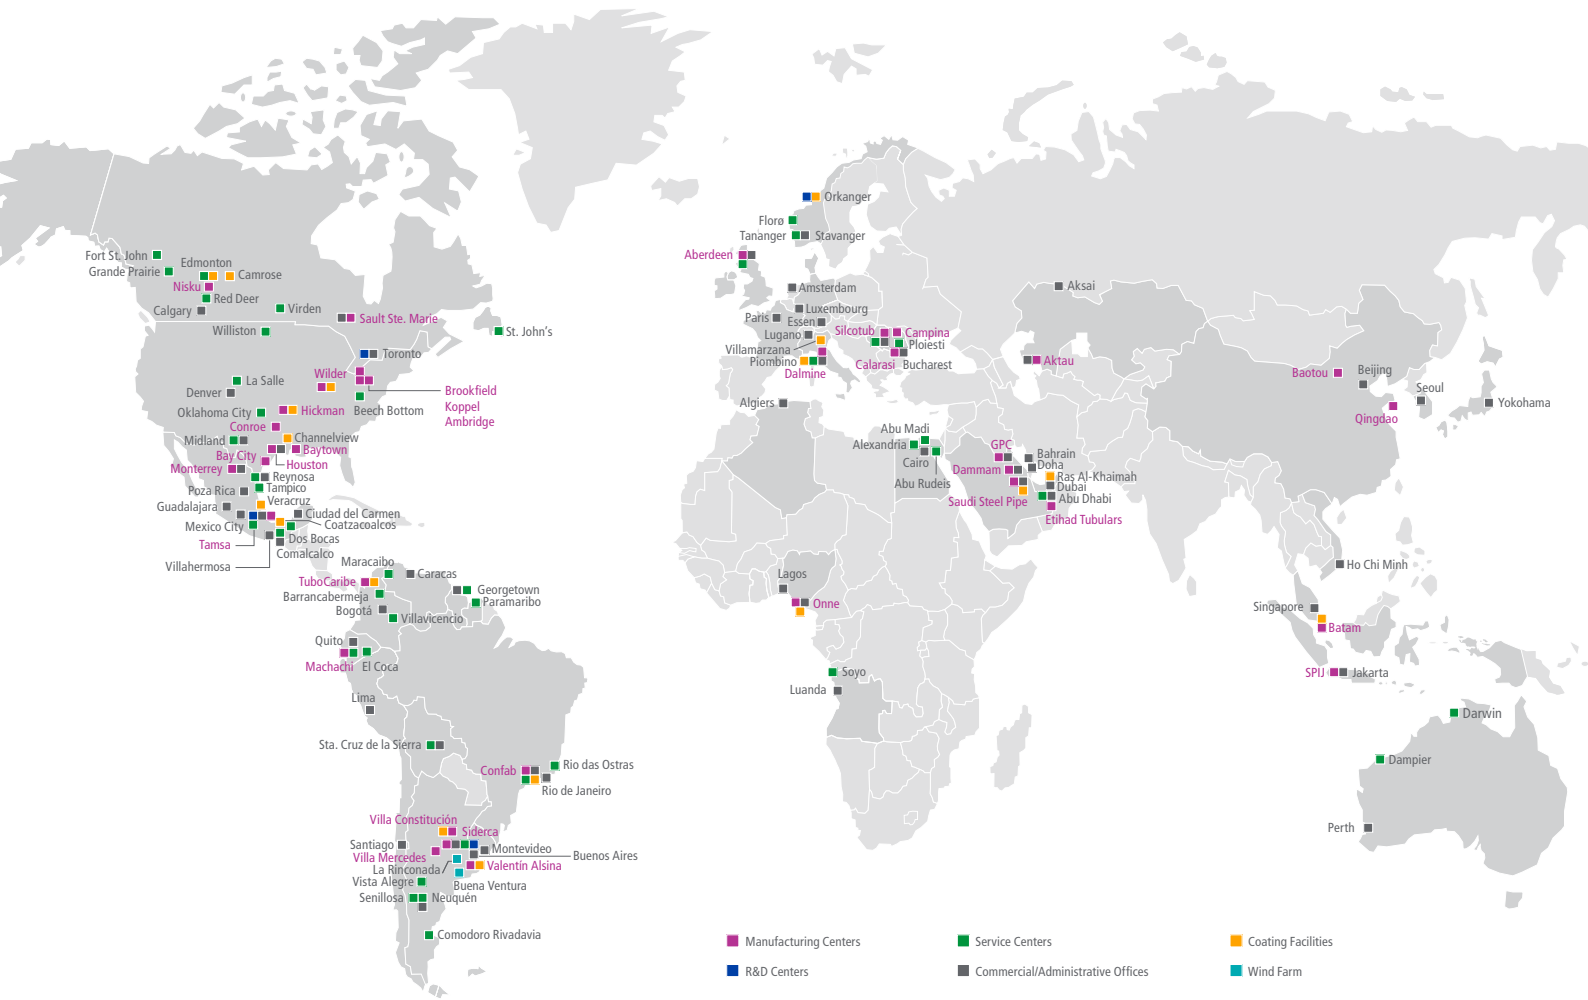 Orkanger
Florø
Tananger
Stavanger
Aberdeen
Fort St. John
Edmonton
Grande Prairie
Camrose
Nisku
Red Deer
Calgary
Virden
Sault Ste. Marie
Williston
St. John's
Toronto
Amsterdam
Luxembourg
Paris
Essen
Lugano
Silcotub
Campina
Villamarzana
Ploiesti
Piombino
Calarasi
Bucharest
Dalmine
Aksai
Aktau
Baotou
Beijing
Seoul
Yokohama
Qingdao
Wilder
La Salle
Denver
Brookfield
Koppel
Ambridge
Oklahoma City
Hickman
Beech Bottom
Conroe
Midland
Channelview
Bay City
Baytown
Houston
Monterrey
Reynosa
Poza Rica
Tampico
Guadalajara
Veracruz
Ciudad del Carmen
Mexico City
Coatzacoalcos
Tamsa
Dos Bocas
Comalcalco
Villahermosa
Algiers
Abu Madi
Alexandria
Cairo
Abu Rudeis
GPC
Bahrain
Dammam
Doha
Ras Al-Khaimah
Dubai
Saudi Steel Pipe
Abu Dhabi
Etihad Tubulars
Maracaibo
TuboCaribe
Caracas
Barrancabermeja
Georgetown
Bogotá
Paramaribo
Villavicencio
Quito
Machachi
El Coca
Lima
Lagos
Onne
Soyo
Luanda
Ho Chi Minh
Singapore
Batam
SPIJ
Jakarta
Darwin
Dampier
Perth
Sta. Cruz de la Sierra
Confab
Rio das Ostras
Rio de Janeiro
Villa Constitución
Siderca
Santiago
Montevideo
Villa Mercedes
Buenos Aires
La Rinconada
Valentín Alsina
Vista Alegre
Buena Ventura
Senillosa
Neuquén
Comodoro Rivadavia
Manufacturing Centers
Service Centers
Coating Facilities
R&D Centers
Commercial/Administrative Offices
Wind Farm